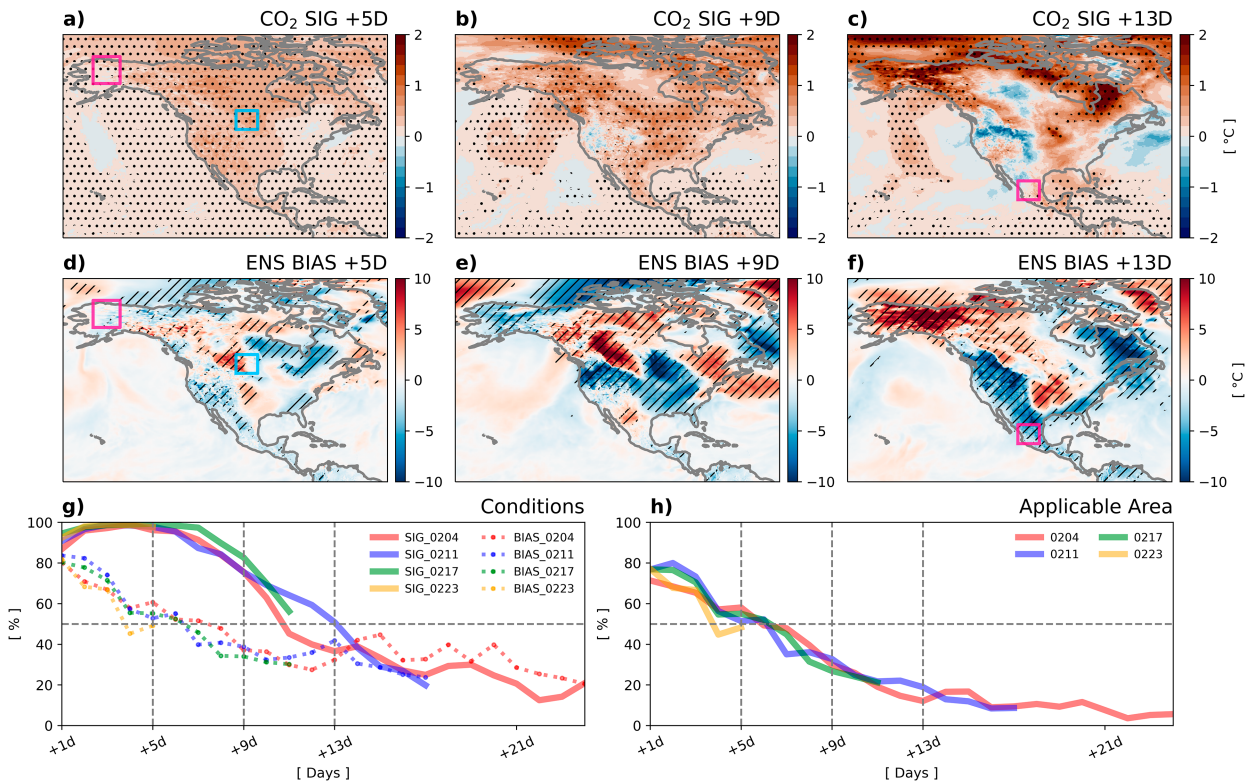 a) CO₂ SIG +5D
b) CO₂ SIG +9D
c) CO₂ SIG +13D
2
1
0
−1
−2
2
1
0
−1
−2
2
1
0
−1
−2
[ °C ]
d) ENS BIAS +5D
e) ENS BIAS +9D
f) ENS BIAS +13D
10
5
0
−5
−10
10
5
0
−5
−10
10
5
0
−5
−10
[ °C ]
g) Conditions
100
80
60
40
20
0
[ % ]
SIG_0204
SIG_0211
SIG_0217
SIG_0223
BIAS_0204
BIAS_0211
BIAS_0217
BIAS_0223
+1d
+5d
+9d
+13d
+21d
[ Days ]
h) Applicable Area
100
80
60
40
20
0
[ % ]
0204
0211
0217
0223
+1d
+5d
+9d
+13d
+21d
[ Days ]